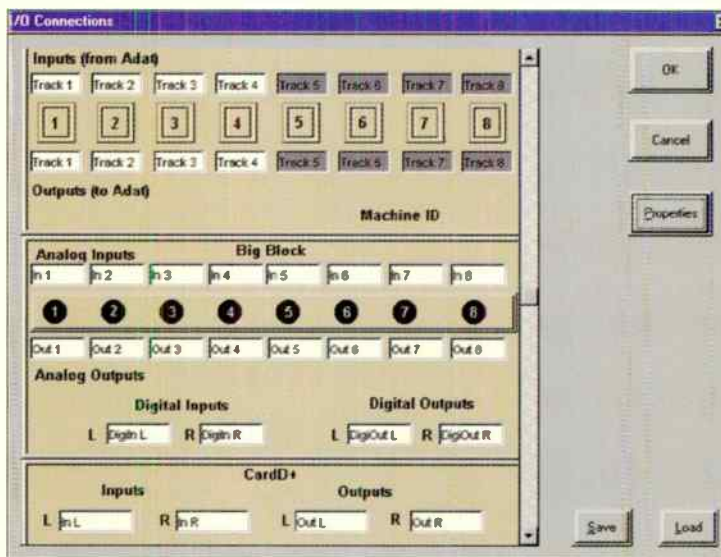 I/O Connections
Inputs (from Adat)
Track 1 Track 2 Track 3 Track 4 Track 5 Track 6 Track 7 Track 8
1 2 3 4 5 6 7 8
Track 1 Track 2 Track 3 Track 4 Track 5 Track 6 Track 7 Track 8
Outputs (to Adat)
Machine ID
Analog Inputs Big Block
In 1 In 2 In 3 In 4 In 5 In 6 In 7 In 8
1 2 3 4 5 6 7 8
Out 1 Out 2 Out 3 Out 4 Out 5 Out 6 Out 7 Out 8
Analog Outputs
Digital Inputs Digital Outputs
L DigIn L R DigIn R L DigiOut L R DigOut R
CardD+
Inputs Outputs
L In L R In R L Out L R Out R
OK
Cancel
Properties
Save Load